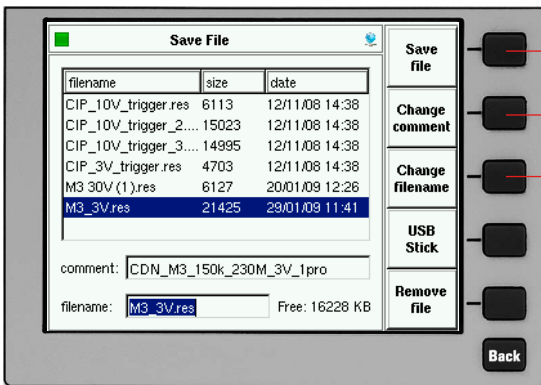 Save File
filename size date
CIP_10V_trigger.res 6113 12/11/08 14:38
CIP_10V_trigger_2.... 15023 12/11/08 14:38
CIP_10V_trigger_3.... 14995 12/11/08 14:38
CIP_3V_trigger.res 4703 12/11/08 14:38
M3 30V (1).res 6127 20/01/09 12:26
M3_3V.res 21425 29/01/09 11:41
comment: CDN_M3_150k_230M_3V_1pro
filename: M3_3V.res Free: 16228 KB
Save
file
Change
comment
Change
filename
USB
Stick
Remove
file
Back